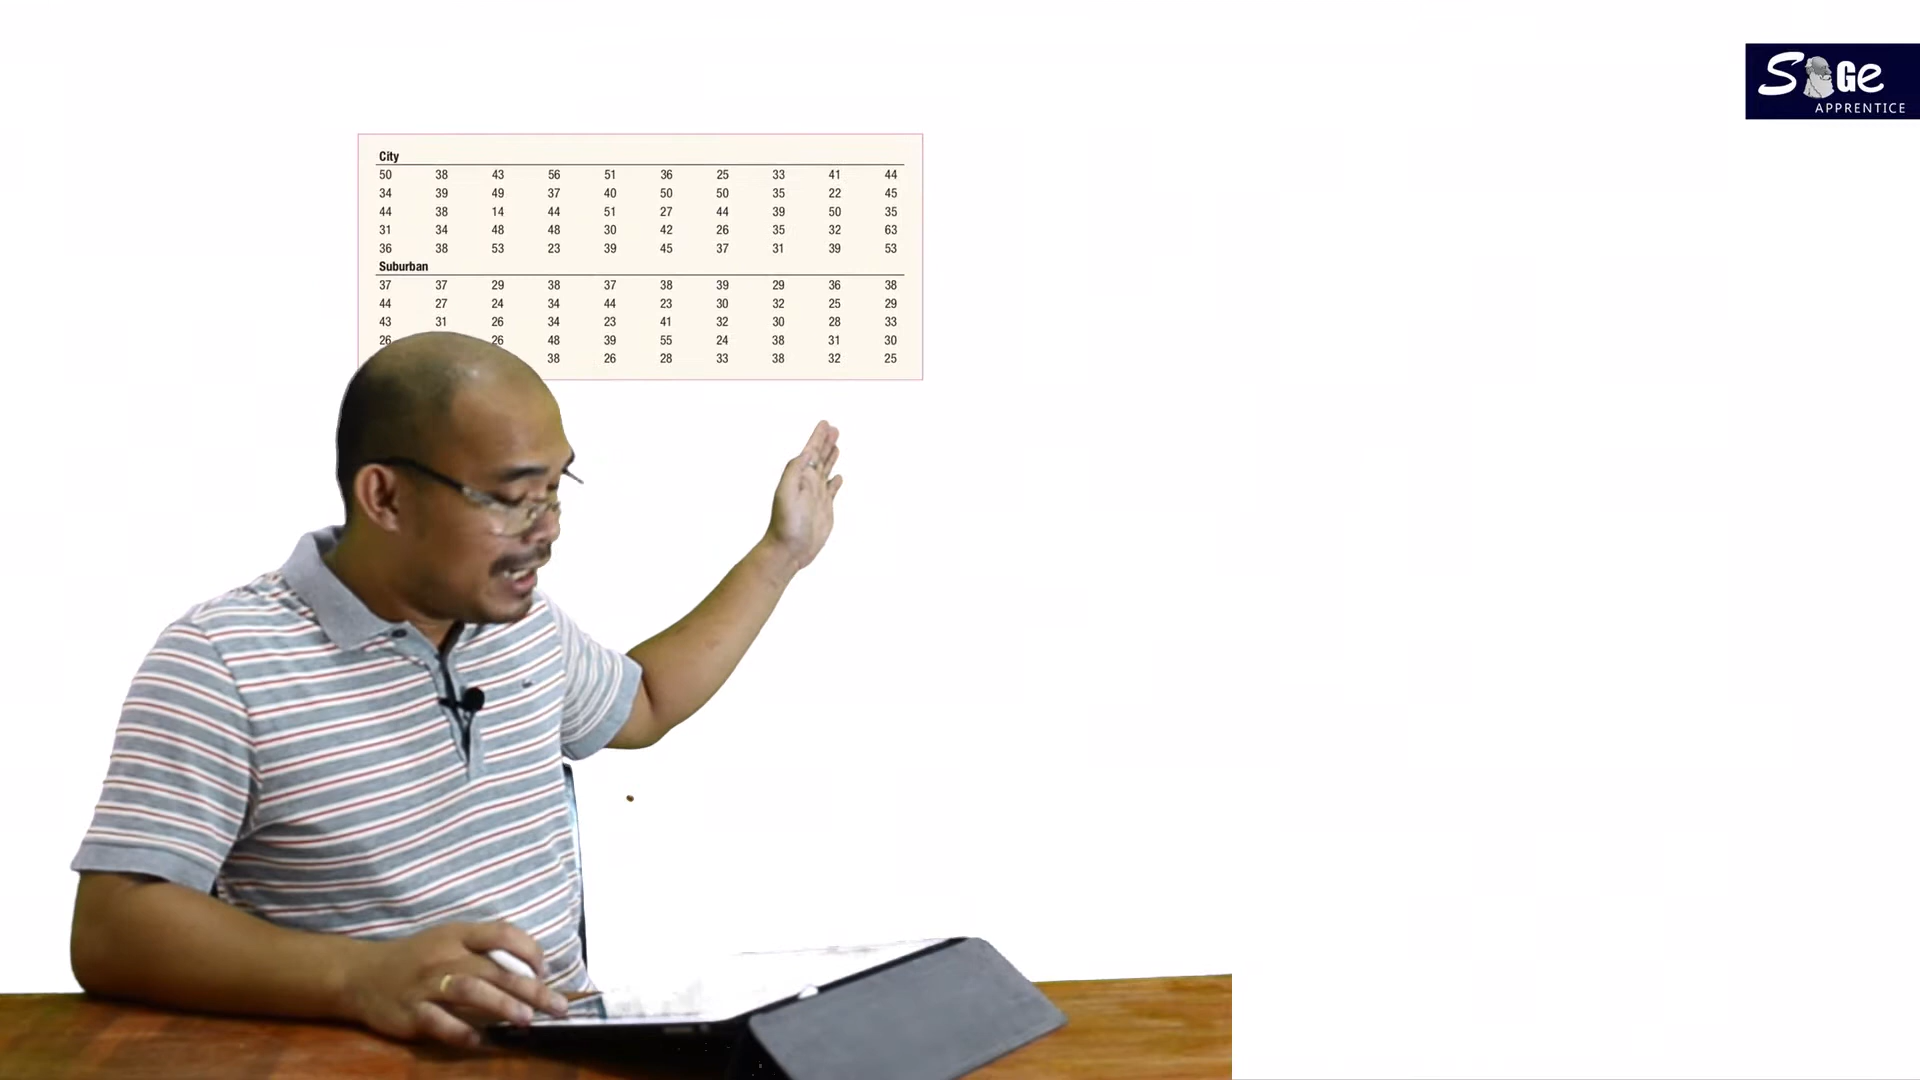 SAGe
APPRENTICE
City
50 38 43 56 51 36 25 33 41 44
34 39 49 37 40 50 50 35 22 45
44 38 14 44 51 27 44 39 50 35
31 34 48 48 30 42 26 35 32 63
36 38 53 23 39 45 37 31 39 53
Suburban
37 37 29 38 37 38 39 29 36 38
44 27 24 34 44 23 30 32 25 29
43 31 26 34 23 41 32 30 28 33
26 26 48 39 55 24 38 31 30
38 26 28 33 38 32 25